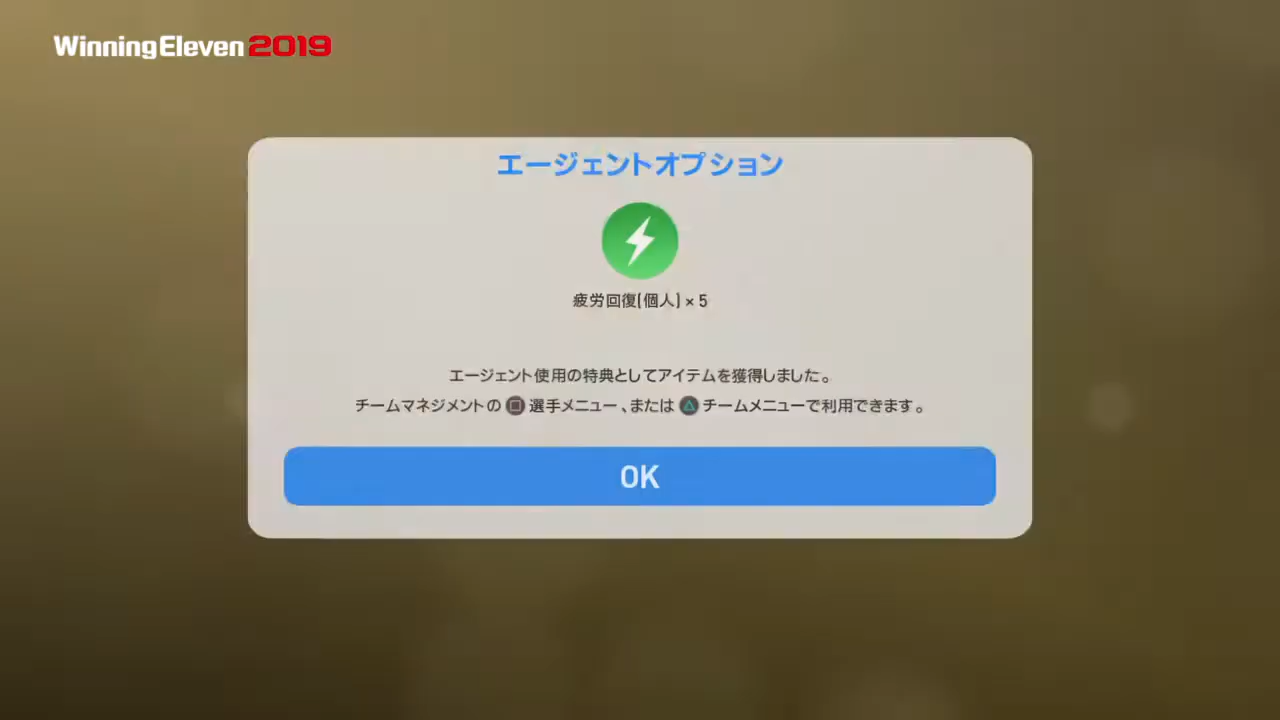 WinningEleven 2019
エージェントオプション
疲労回復(個人) × 5
エージェント使用の特典としてアイテムを獲得しました。
チームマネジメントの 選手メニュー、または チームメニューで利用できます。
OK